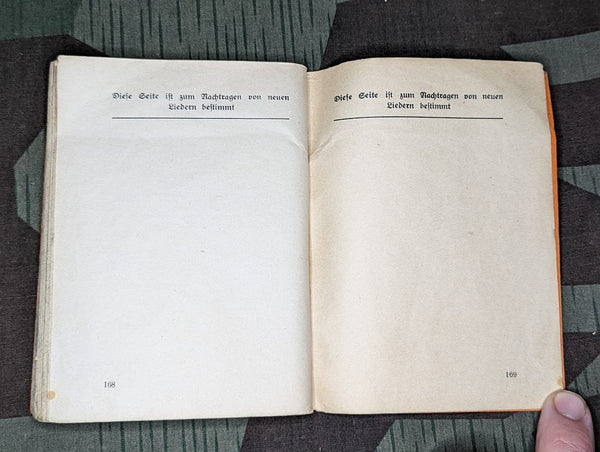 Diese Seite ist zum Nachtragen von neuen
Liedern bestimmt
168
Diese Seite ist zum Nachtragen von neuen
Liedern bestimmt
169